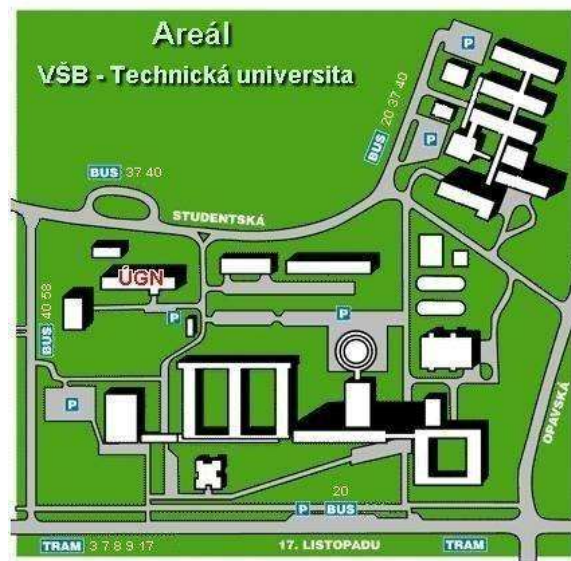 Areál
VŠB - Technická universita
P
BUS 20 37 40
P
BUS 37 40
STUDENTSKÁ
ÚGN
BUS 40 58
P
P
P
OPAVSKÁ
20
P BUS
TRAM 3 7 8 9 17
17. LISTOPADU
TRAM